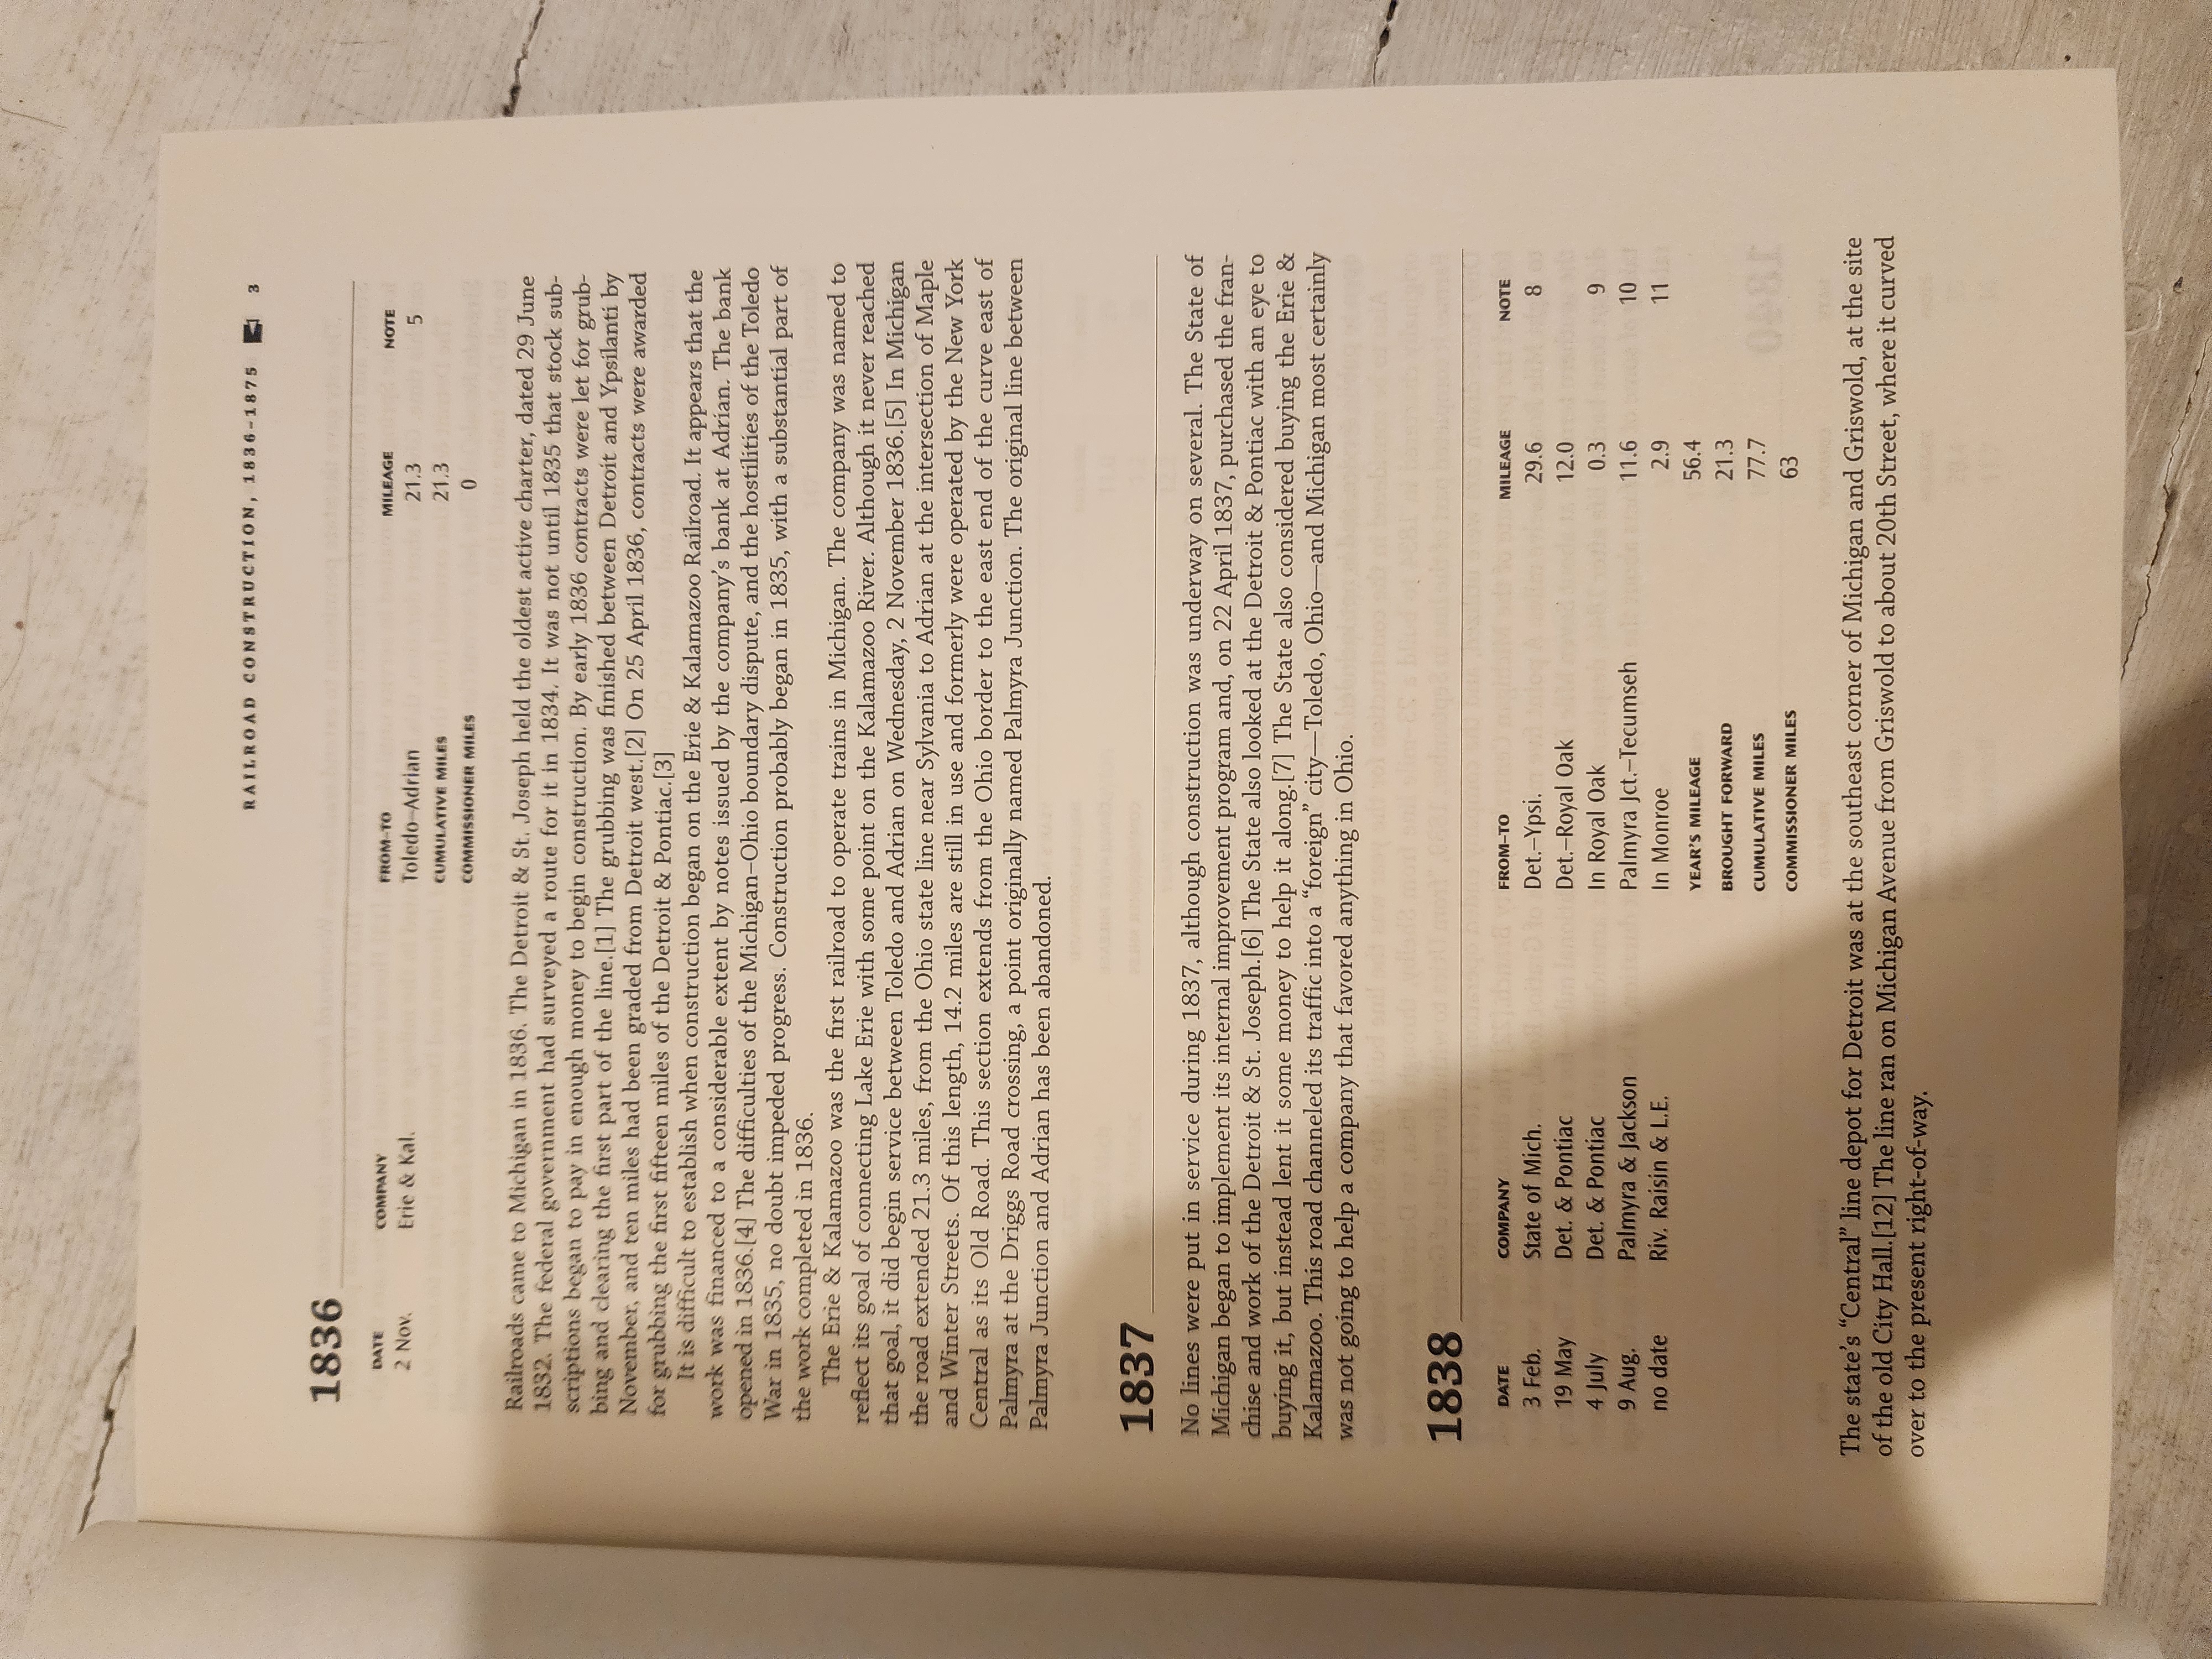 RAILROAD CONSTRUCTION, 1836–1875 3
1836
DATE COMPANY FROM–TO MILEAGE NOTE
2 Nov. Erie & Kal. Toledo–Adrian 21.3 5
CUMULATIVE MILES 21.3
COMMISSIONER MILES 0
Railroads came to Michigan in 1836. The Detroit & St. Joseph held the oldest active charter, dated 29 June
1832. The federal government had surveyed a route for it in 1834. It was not until 1835 that stock sub-
scriptions began to pay in enough money to begin construction. By early 1836 contracts were let for grub-
bing and clearing the first part of the line.[1] The grubbing was finished between Detroit and Ypsilanti by
November, and ten miles had been graded from Detroit west.[2] On 25 April 1836, contracts were awarded
for grubbing the first fifteen miles of the Detroit & Pontiac.[3]
It is difficult to establish when construction began on the Erie & Kalamazoo Railroad. It appears that the
work was financed to a considerable extent by notes issued by the company's bank at Adrian. The bank
opened in 1836.[4] The difficulties of the Michigan–Ohio boundary dispute, and the hostilities of the Toledo
War in 1835, no doubt impeded progress. Construction probably began in 1835, with a substantial part of
the work completed in 1836.
The Erie & Kalamazoo was the first railroad to operate trains in Michigan. The company was named to
reflect its goal of connecting Lake Erie with some point on the Kalamazoo River. Although it never reached
that goal, it did begin service between Toledo and Adrian on Wednesday, 2 November 1836.[5] In Michigan
the road extended 21.3 miles, from the Ohio state line near Sylvania to Adrian at the intersection of Maple
and Winter Streets. Of this length, 14.2 miles are still in use and formerly were operated by the New York
Central as its Old Road. This section extends from the Ohio border to the east end of the curve east of
Palmyra at the Driggs Road crossing, a point originally named Palmyra Junction. The original line between
Palmyra Junction and Adrian has been abandoned.
1837
No lines were put in service during 1837, although construction was underway on several. The State of
Michigan began to implement its internal improvement program and, on 22 April 1837, purchased the fran-
chise and work of the Detroit & St. Joseph.[6] The State also looked at the Detroit & Pontiac with an eye to
buying it, but instead lent it some money to help it along.[7] The State also considered buying the Erie &
Kalamazoo. This road channeled its traffic into a "foreign" city—Toledo, Ohio—and Michigan most certainly
was not going to help a company that favored anything in Ohio.
1838
DATE COMPANY FROM–TO MILEAGE NOTE
3 Feb. State of Mich. Det.–Ypsi. 29.6 8
19 May Det. & Pontiac Det.–Royal Oak 12.0
4 July Det. & Pontiac In Royal Oak 0.3 9
9 Aug. Palmyra & Jackson Palmyra Jct.–Tecumseh 11.6 10
no date Riv. Raisin & L.E. In Monroe 2.9 11
YEAR'S MILEAGE 56.4
BROUGHT FORWARD 21.3
CUMULATIVE MILES 77.7
COMMISSIONER MILES 63
The state's "Central" line depot for Detroit was at the southeast corner of Michigan and Griswold, at the site
of the old City Hall.[12] The line ran on Michigan Avenue from Griswold to about 20th Street, where it curved
over to the present right-of-way.